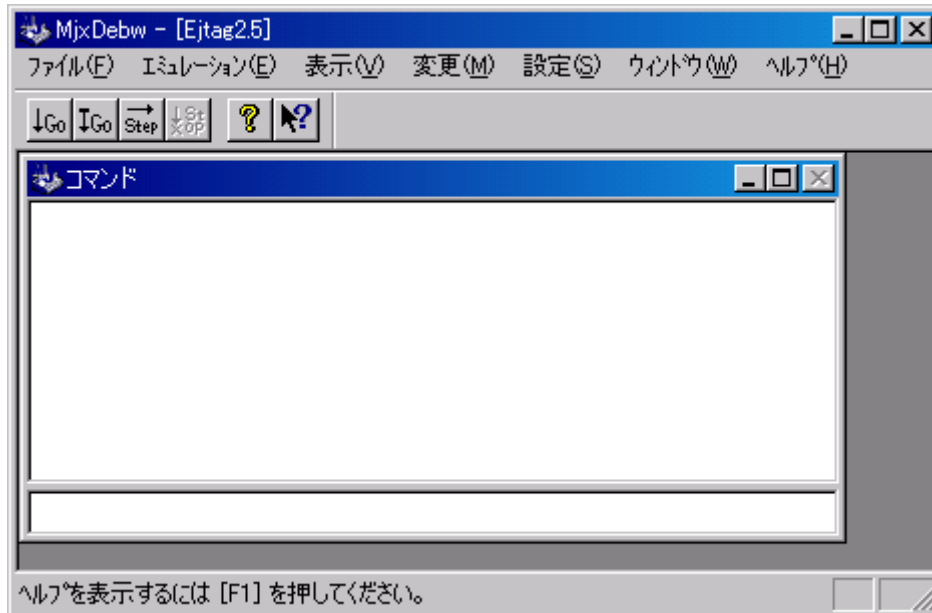 MjxDebw - [Ejtag2.5]
ﾌｧｲﾙ(F) ｴﾐｭﾚｰｼｮﾝ(E) 表示(V) 変更(M) 設定(S) ｳｨﾝﾄﾞｳ(W) ﾍﾙﾌﾟ(H)
↓Go ↧Go Step Stop ? ?
コマンド
ﾍﾙﾌﾟを表示するには [F1] を押してください。